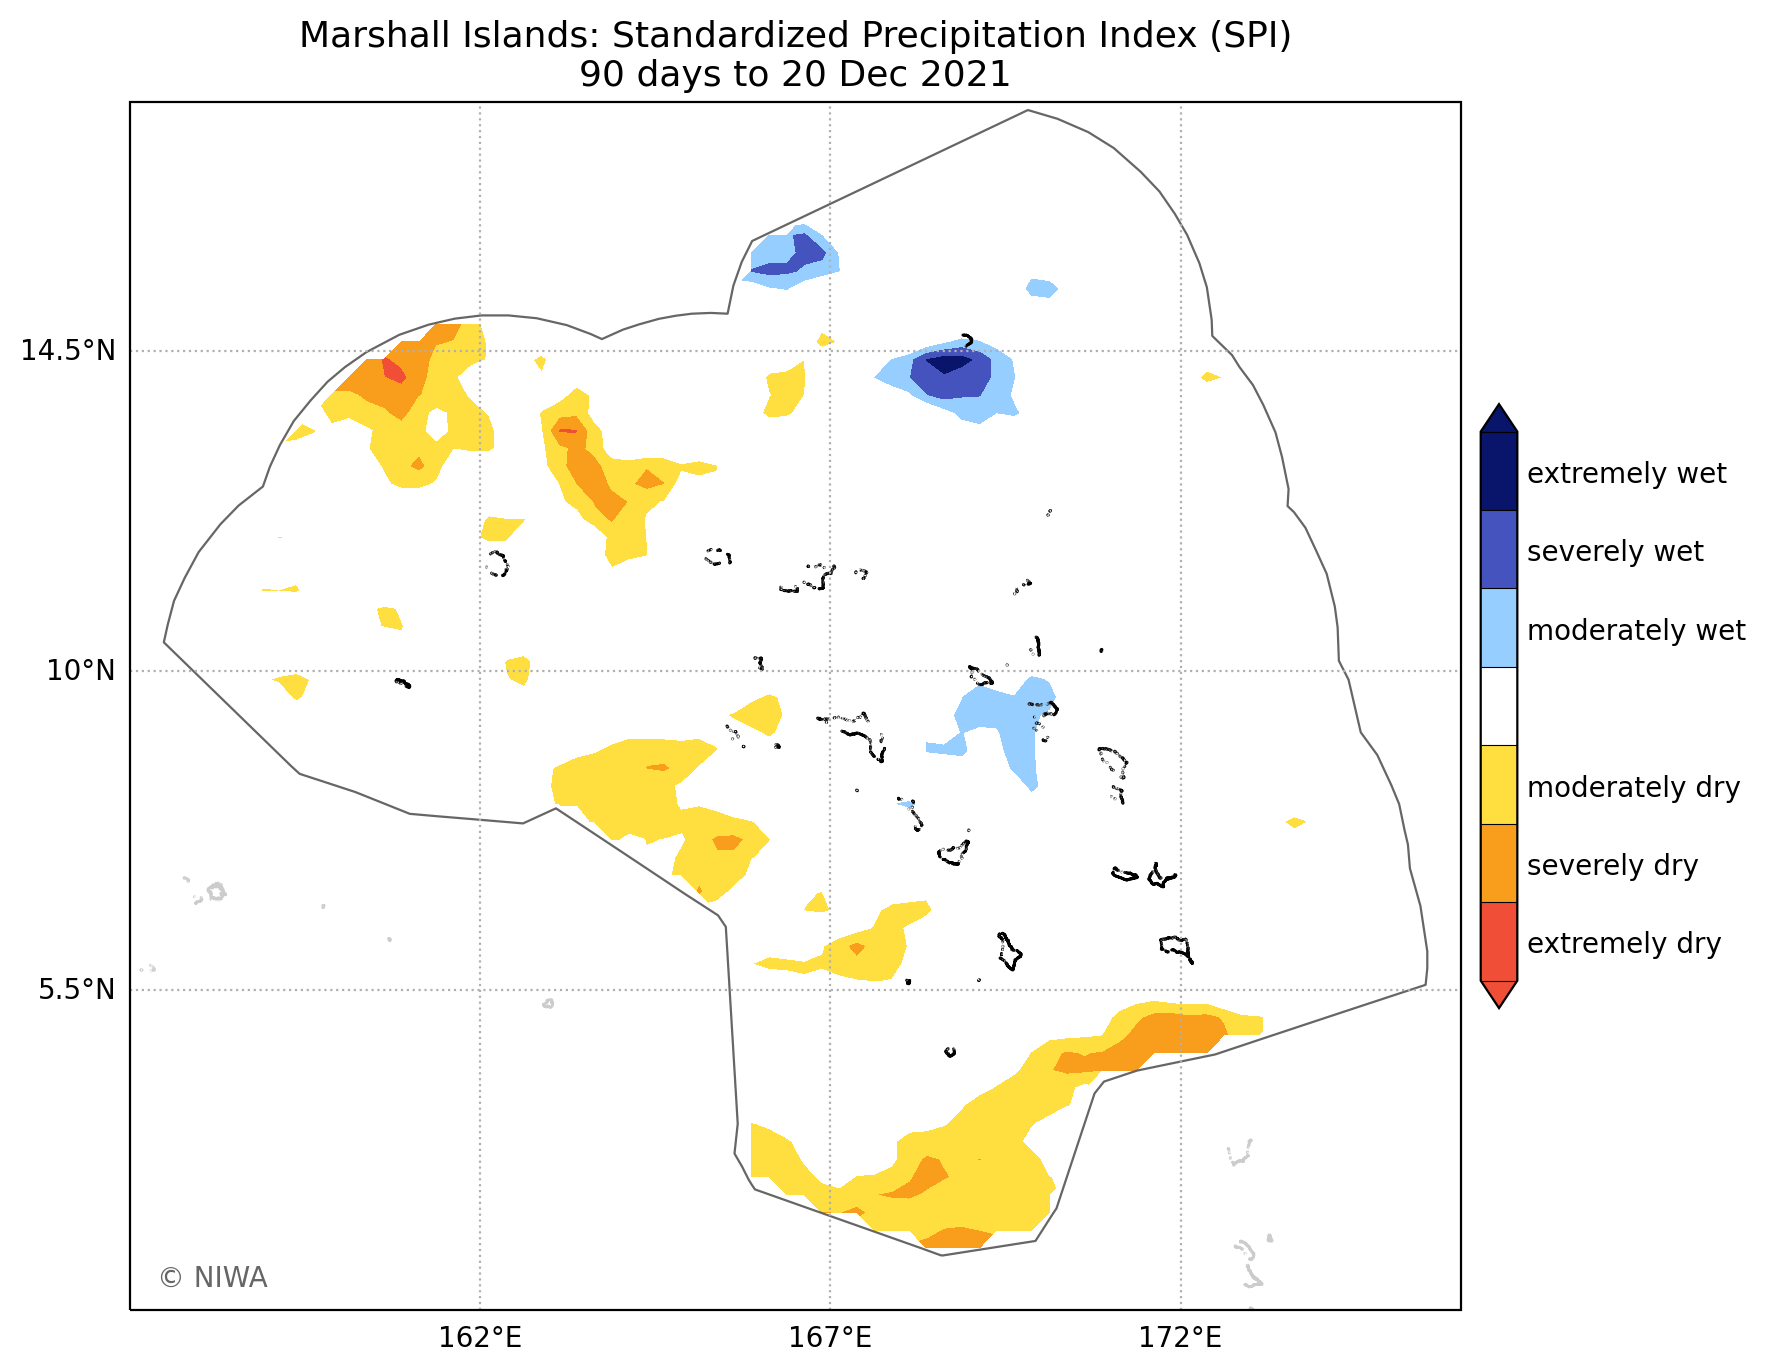 Marshall Islands: Standardized Precipitation Index (SPI)
90 days to 20 Dec 2021
14.5°N
10°N
5.5°N
162°E
167°E
172°E
extremely wet
severely wet
moderately wet
moderately dry
severely dry
extremely dry
© NIWA